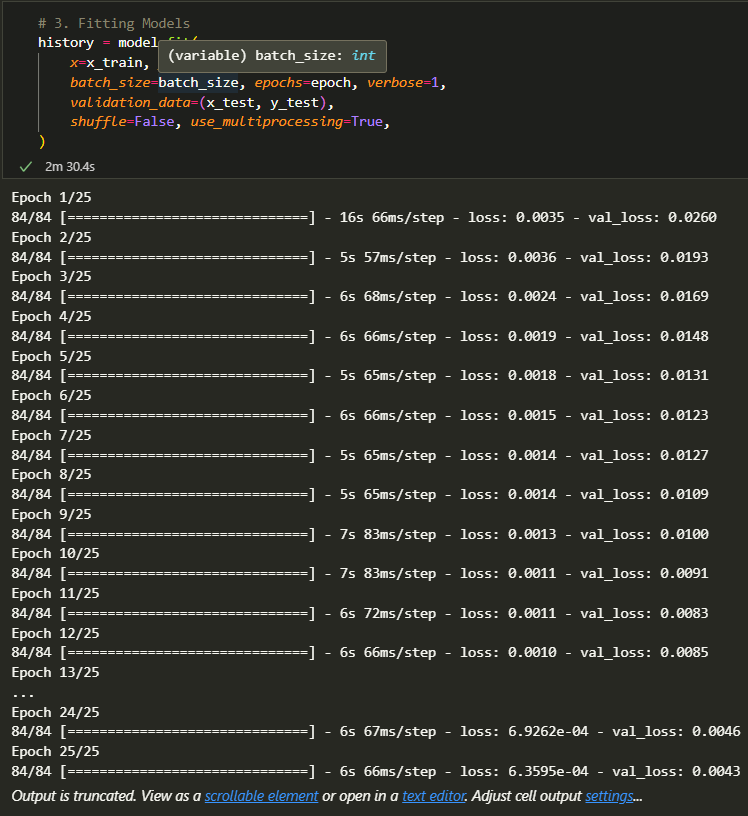 # 3. Fitting Models
history = model.fit(
(variable) batch_size: int
x=x_train,
batch_size=batch_size, epochs=epoch, verbose=1,
validation_data=(x_test, y_test),
shuffle=False, use_multiprocessing=True,
)
2m 30.4s
Epoch 1/25
84/84 [==============================] - 16s 66ms/step - loss: 0.0035 - val_loss: 0.0260
Epoch 2/25
84/84 [==============================] - 5s 57ms/step - loss: 0.0036 - val_loss: 0.0193
Epoch 3/25
84/84 [==============================] - 6s 68ms/step - loss: 0.0024 - val_loss: 0.0169
Epoch 4/25
84/84 [==============================] - 6s 66ms/step - loss: 0.0019 - val_loss: 0.0148
Epoch 5/25
84/84 [==============================] - 5s 65ms/step - loss: 0.0018 - val_loss: 0.0131
Epoch 6/25
84/84 [==============================] - 6s 66ms/step - loss: 0.0015 - val_loss: 0.0123
Epoch 7/25
84/84 [==============================] - 5s 65ms/step - loss: 0.0014 - val_loss: 0.0127
Epoch 8/25
84/84 [==============================] - 5s 65ms/step - loss: 0.0014 - val_loss: 0.0109
Epoch 9/25
84/84 [==============================] - 7s 83ms/step - loss: 0.0013 - val_loss: 0.0100
Epoch 10/25
84/84 [==============================] - 7s 83ms/step - loss: 0.0011 - val_loss: 0.0091
Epoch 11/25
84/84 [==============================] - 6s 72ms/step - loss: 0.0011 - val_loss: 0.0083
Epoch 12/25
84/84 [==============================] - 6s 66ms/step - loss: 0.0010 - val_loss: 0.0085
Epoch 13/25
...
Epoch 24/25
84/84 [==============================] - 6s 67ms/step - loss: 6.9262e-04 - val_loss: 0.0046
Epoch 25/25
84/84 [==============================] - 6s 66ms/step - loss: 6.3595e-04 - val_loss: 0.0043
Output is truncated. View as a scrollable element or open in a text editor. Adjust cell output settings...